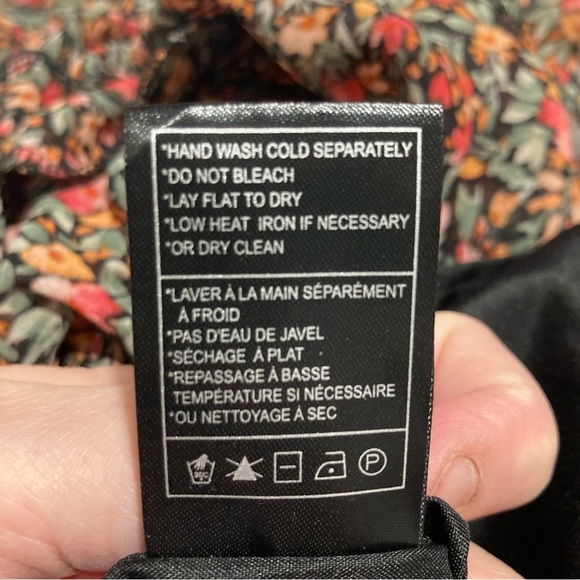 *HAND WASH COLD SEPARATELY
*DO NOT BLEACH
*LAY FLAT TO DRY
*LOW HEAT IRON IF NECESSARY
*OR DRY CLEAN
*LAVER À LA MAIN SÉPARÉMENT
À FROID
*PAS D'EAU DE JAVEL
*SÉCHAGE À PLAT
*REPASSAGE À BASSE
TEMPÉRATURE SI NÉCESSAIRE
*OU NETTOYAGE À SEC
30C P